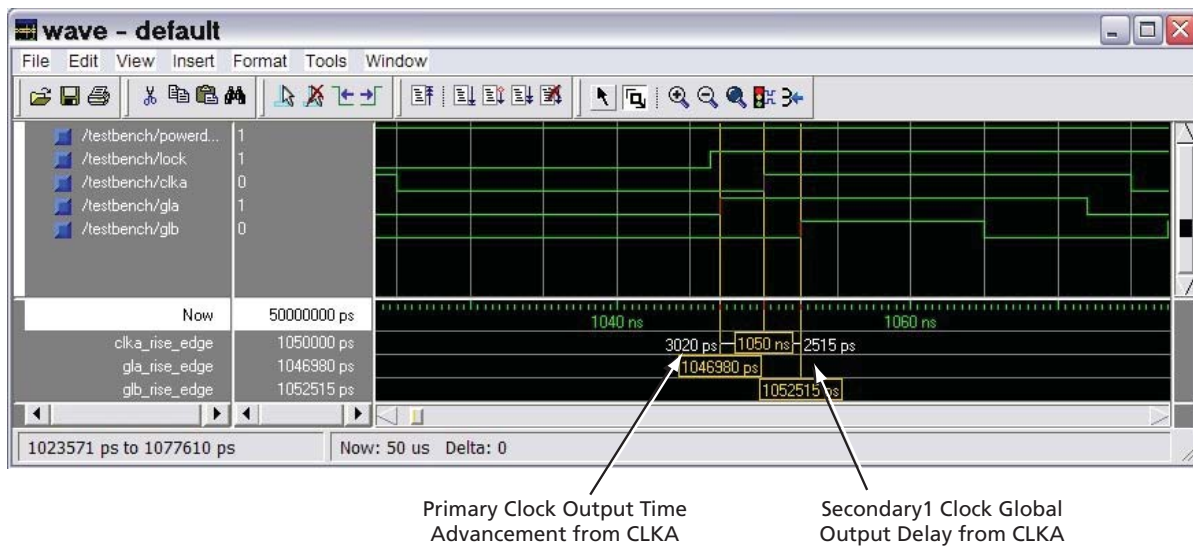 wave - default
File Edit View Insert Format Tools Window
/testbench/powerd... 1
/testbench/lock 1
/testbench/clka 0
/testbench/gla 1
/testbench/glb 0
Now 50000000 ps 1040 ns 1060 ns
clka_rise_edge 1050000 ps 3020 ps 1050 ns 2515 ps
gla_rise_edge 1046980 ps 1046980 ps
glb_rise_edge 1052515 ps 1052515 ps
1023571 ps to 1077610 ps Now: 50 us Delta: 0
Primary Clock Output Time
Advancement from CLKA
Secondary1 Clock Global
Output Delay from CLKA